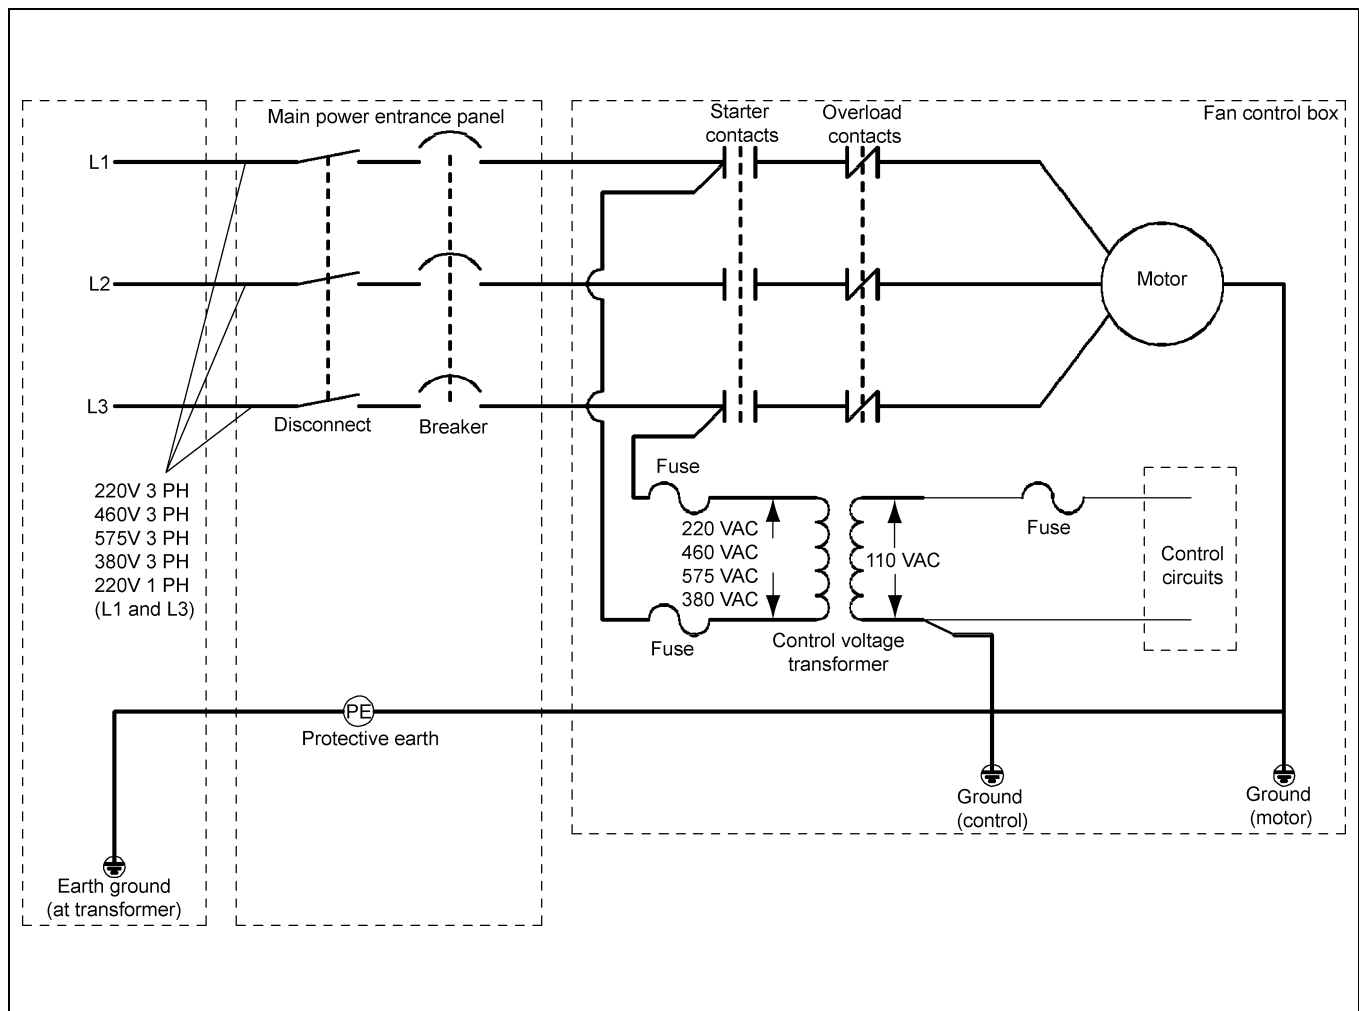 Main power entrance panel
Starter
contacts
Overload
contacts
Fan control box
L1
L2
Motor
L3
Disconnect
Breaker
220V 3 PH
460V 3 PH
575V 3 PH
380V 3 PH
220V 1 PH
(L1 and L3)
Fuse
220 VAC
460 VAC
575 VAC
380 VAC
Fuse
110 VAC
Fuse
Control
circuits
Control voltage
transformer
PE
Protective earth
Ground
(control)
Ground
(motor)
Earth ground
(at transformer)